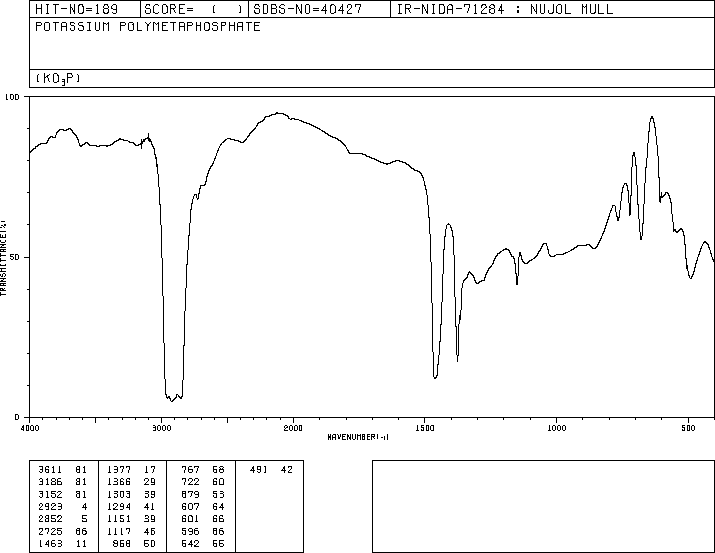 HIT-NO=189 SCORE= ( ) SDBS-NO=40427 IR-NIDA-71284 : NUJOL MULL
POTASSIUM POLYMETAPHOSPHATE
(KO3P)
100
50
0
TRANSMITTANCE(%)
4000 3000 2000 1500 1000 500
WAVENUMBER(-1)
3611 81 1377 17 767 58 491 42
3186 81 1366 29 722 60
3152 81 1303 39 679 53
2923 4 1294 41 607 64
2852 5 1151 39 601 66
2725 66 1117 46 596 66
1463 11 868 50 542 55